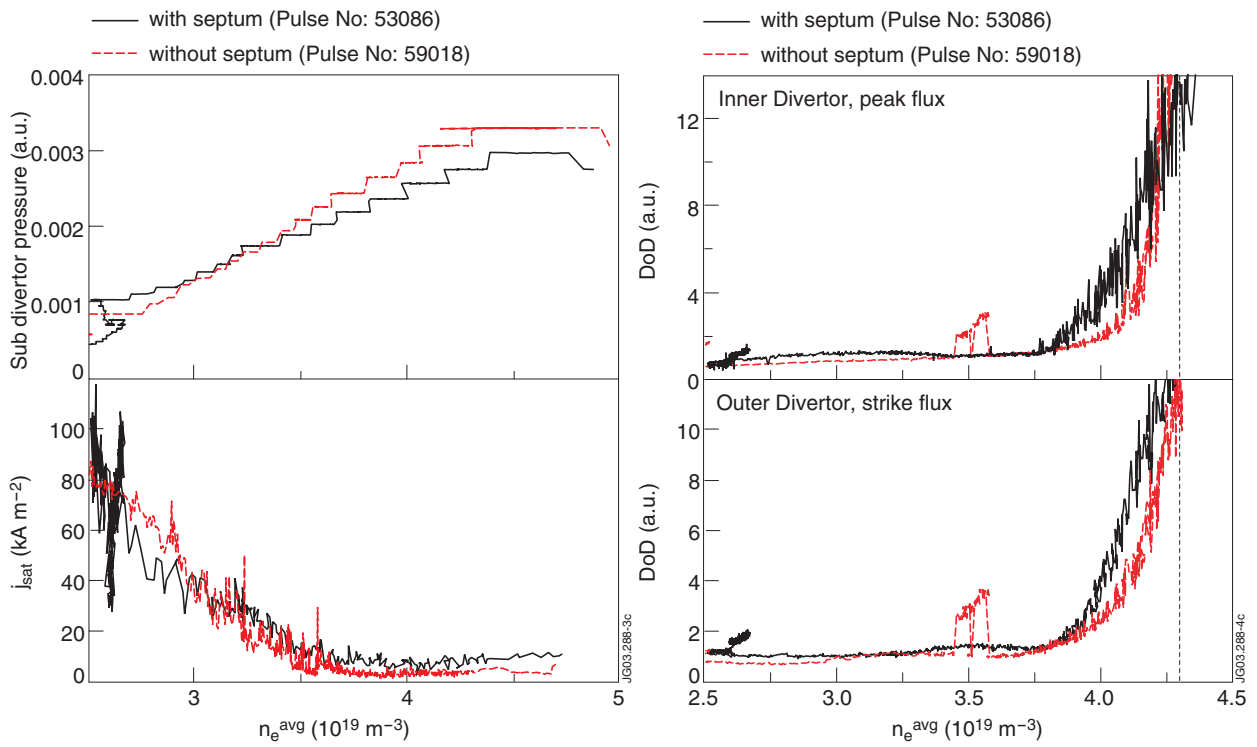 with septum (Pulse No: 53086)
without septum (Pulse No: 59018)
Sub divertor pressure (a.u.)
0.004
0.003
0.002
0.001
0
j_sat (kA m⁻²)
100
80
60
40
20
0
3
4
5
n_e^avg (10¹⁹ m⁻³)
JG03.288-3c
with septum (Pulse No: 53086)
without septum (Pulse No: 59018)
Inner Divertor, peak flux
DoD (a.u.)
12
8
4
0
Outer Divertor, strike flux
DoD (a.u.)
10
8
6
4
2
0
2.5
3.0
3.5
4.0
4.5
n_e^avg (10¹⁹ m⁻³)
JG03.288-4c